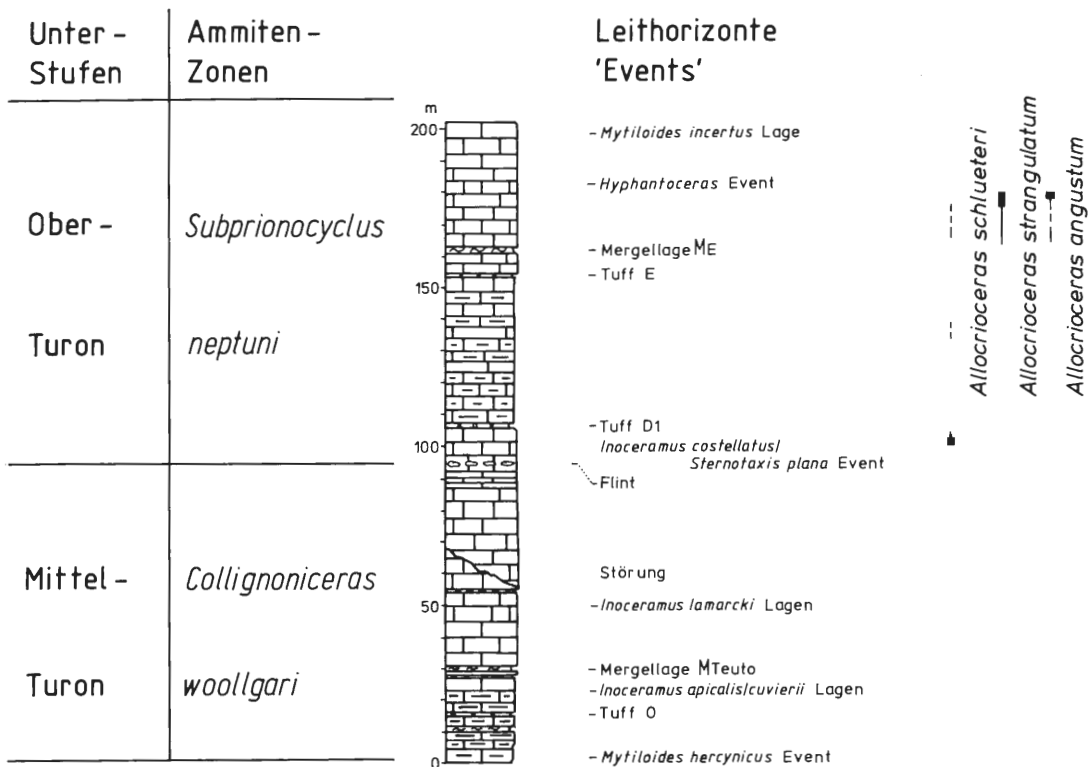 Unter-
Stufen
Ammiten-
Zonen
Leithorizonte
'Events'
m
200
150
100
50
0
Ober-
Turon
Subprionocyclus
neptuni
Mittel-
Turon
Collignoniceras
woollgari
-Mytiloides incertus Lage
-Hyphantoceras Event
-Mergellage ME
-Tuff E
-Tuff D1
Inoceramus costellatus/
Sternotaxis plana Event
-Flint
Störung
-Inoceramus lamarcki Lagen
-Mergellage MTeuto
-Inoceramus apicalis/cuvierii Lagen
-Tuff O
-Mytiloides hercynicus Event
Allocrioceras schlueteri
Allocrioceras strangulatum
Allocrioceras angustum